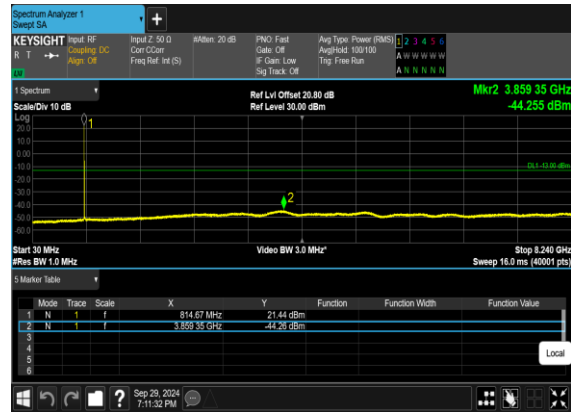 Spectrum Analyzer 1
Swept SA
+
KEYSIGHT Input: RF Input Z: 50 Ω #Atten: 20 dB PNO: Fast Avg Type: Power (RMS) 1 2 3 4 5 6
R T Coupling: DC Corr CCorr Gate: Off Avg|Hold: 100/100 A W W W W W
Align: Off Freq Ref: Int (S) IF Gain: Low Trig: Free Run
LW Sig Track: Off A N N N N N
1 Spectrum Ref Lvl Offset 20.80 dB Mkr2 3.859 35 GHz
Scale/Div 10 dB Ref Level 30.00 dBm -44.255 dBm
Log
20.0
10.0
0.00
-10.0
-20.0
-30.0
-40.0
-50.0
-60.0
1
DL1 -13.00 dBm
2
Start 30 MHz Video BW 3.0 MHz* Stop 8.240 GHz
#Res BW 1.0 MHz Sweep 16.0 ms (40001 pts)
5 Marker Table
Mode Trace Scale X Y Function Function Width Function Value
1 N 1 f 814.67 MHz 21.44 dBm
2 N 1 f 3.859 35 GHz -44.26 dBm
3
4
5
6
Local
? Sep 29, 2024
7:11:32 PM